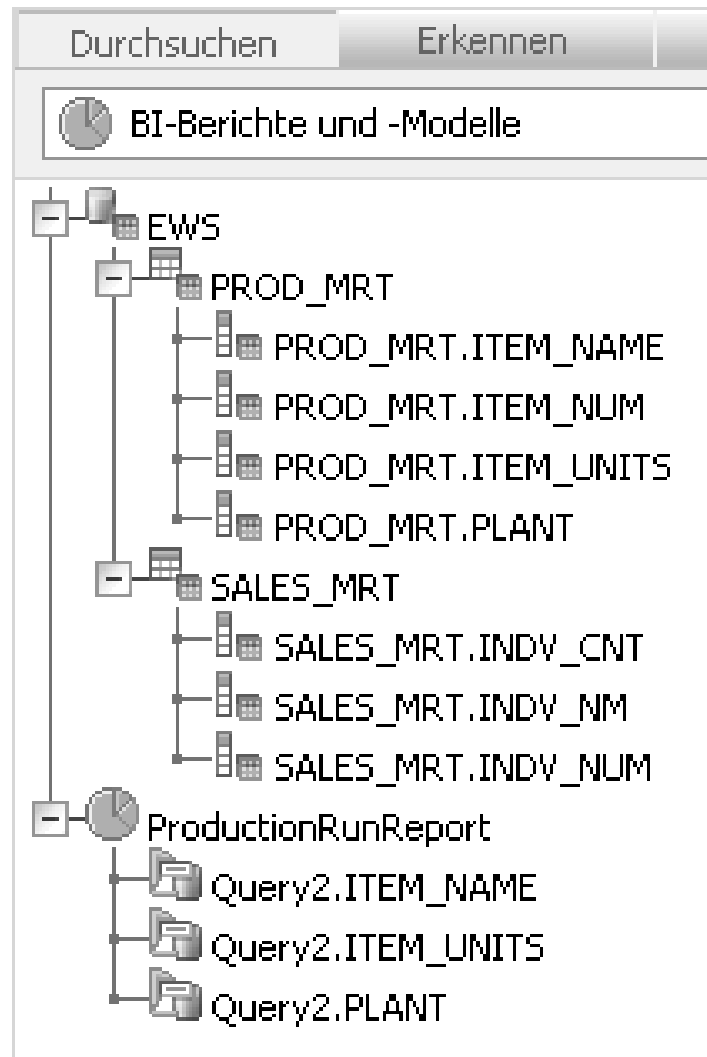 Durchsuchen Erkennen
BI-Berichte und -Modelle
EWS
PROD_MRT
PROD_MRT.ITEM_NAME
PROD_MRT.ITEM_NUM
PROD_MRT.ITEM_UNITS
PROD_MRT.PLANT
SALES_MRT
SALES_MRT.INDV_CNT
SALES_MRT.INDV_NM
SALES_MRT.INDV_NUM
ProductionRunReport
Query2.ITEM_NAME
Query2.ITEM_UNITS
Query2.PLANT